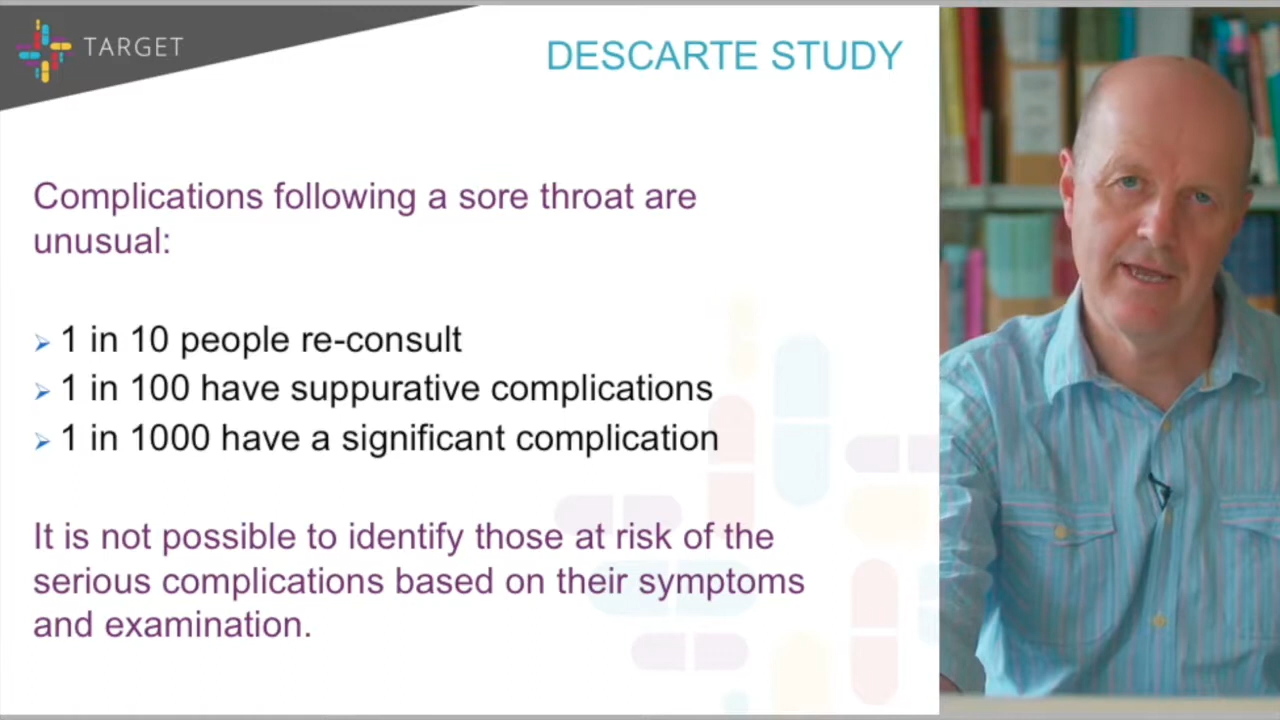 TARGET
DESCARTE STUDY
Complications following a sore throat are
unusual:
1 in 10 people re-consult
1 in 100 have suppurative complications
1 in 1000 have a significant complication
It is not possible to identify those at risk of the
serious complications based on their symptoms
and examination.